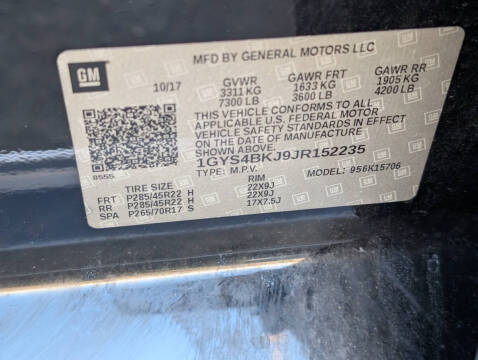 MFD BY GENERAL MOTORS LLC
GM
10/17 GVWR GAWR FRT GAWR RR
3311 KG 1633 KG 1905 KG
7300 LB 3600 LB 4200 LB
THIS VEHICLE CONFORMS TO ALL
APPLICABLE U.S. FEDERAL MOTOR
VEHICLE SAFETY STANDARDS IN EFFECT
ON THE DATE OF MANUFACTURE
SHOWN ABOVE.
1GYS4BKJ9JR152235
TYPE: M.P.V. MODEL: 956K15706
8555
TIRE SIZE RIM
FRT P285/45R22 H 22X9J
RR P285/45R22 H 22X9J
SPA P265/70R17 S 17X7.5J